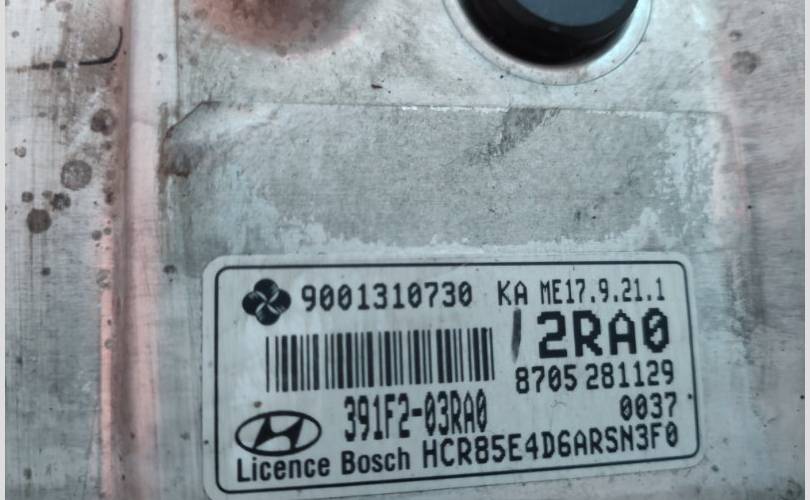 9001310730 KA ME17.9.21.1
2RA0
8705 281129
391F2-03RA0 0037
Licence Bosch HCR85E4D6ARSN3F0